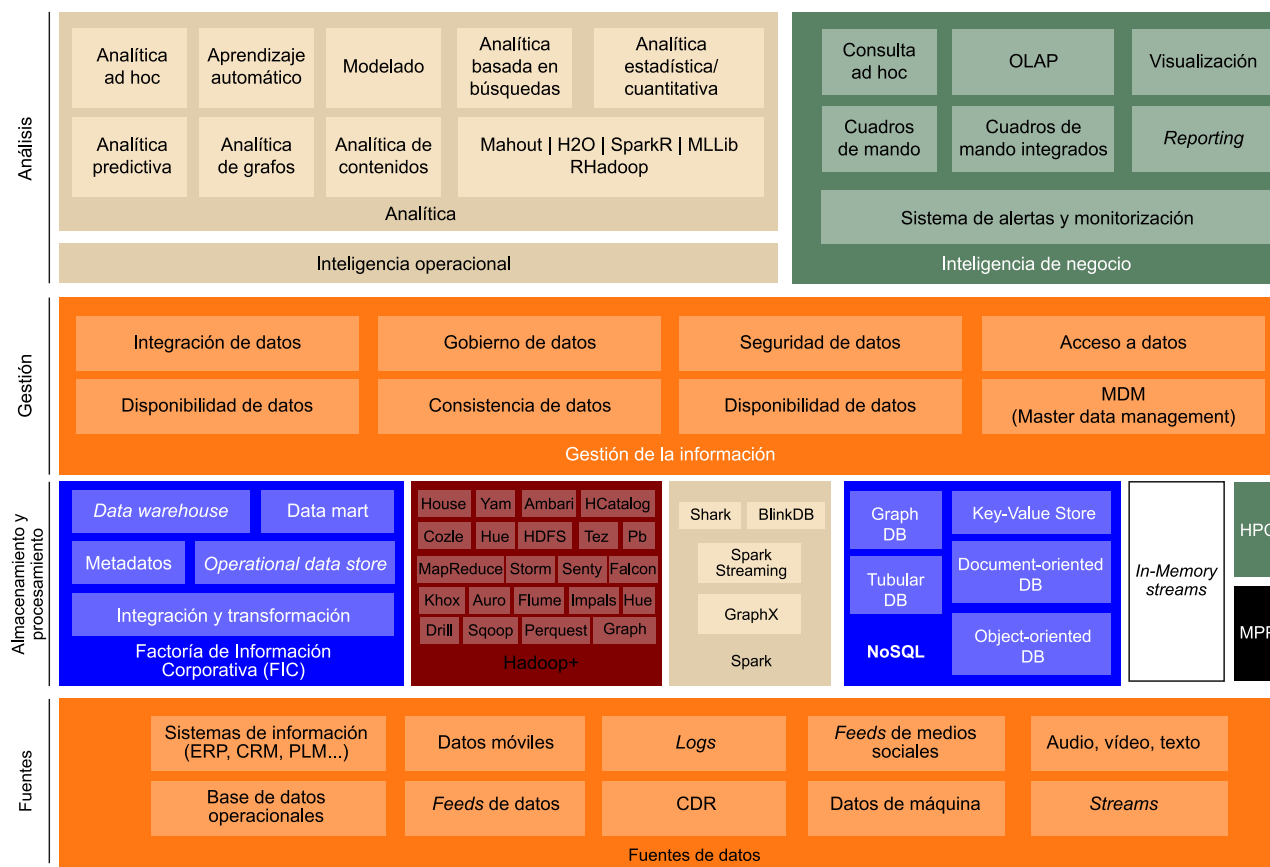 Análisis
Analítica
ad hoc
Aprendizaje
automático
Modelado
Analítica
basada en
búsquedas
Analítica
estadística/
cuantitativa
Analítica
predictiva
Analítica
de grafos
Analítica de
contenidos
Mahout | H2O | SparkR | MLLib
RHadoop
Analítica
Inteligencia operacional
Consulta
ad hoc
OLAP
Visualización
Cuadros
de mando
Cuadros de
mando integrados
Reporting
Sistema de alertas y monitorización
Inteligencia de negocio
Gestión
Integración de datos
Gobierno de datos
Seguridad de datos
Acceso a datos
Disponibilidad de datos
Consistencia de datos
Disponibilidad de datos
MDM
(Master data management)
Gestión de la información
Almacenamiento y
procesamiento
Data warehouse
Data mart
Metadatos
Operational data store
Integración y transformación
Factoría de Información
Corporativa (FIC)
House
Yam
Ambari
HCatalog
Cozle
Hue
HDFS
Tez
Pb
MapReduce
Storm
Senty
Falcon
Khox
Auro
Flume
Impals
Hue
Drill
Sqoop
Perquest
Graph
Hadoop+
Shark
BlinkDB
Spark
Streaming
GraphX
Spark
Graph
DB
Key-Value Store
Tubular
DB
Document-oriented
DB
Object-oriented
DB
NoSQL
In-Memory
streams
Fuentes
Sistemas de información
(ERP, CRM, PLM...)
Datos móviles
Logs
Feeds de medios
sociales
Audio, vídeo, texto
Base de datos
operacionales
Feeds de datos
CDR
Datos de máquina
Streams
Fuentes de datos